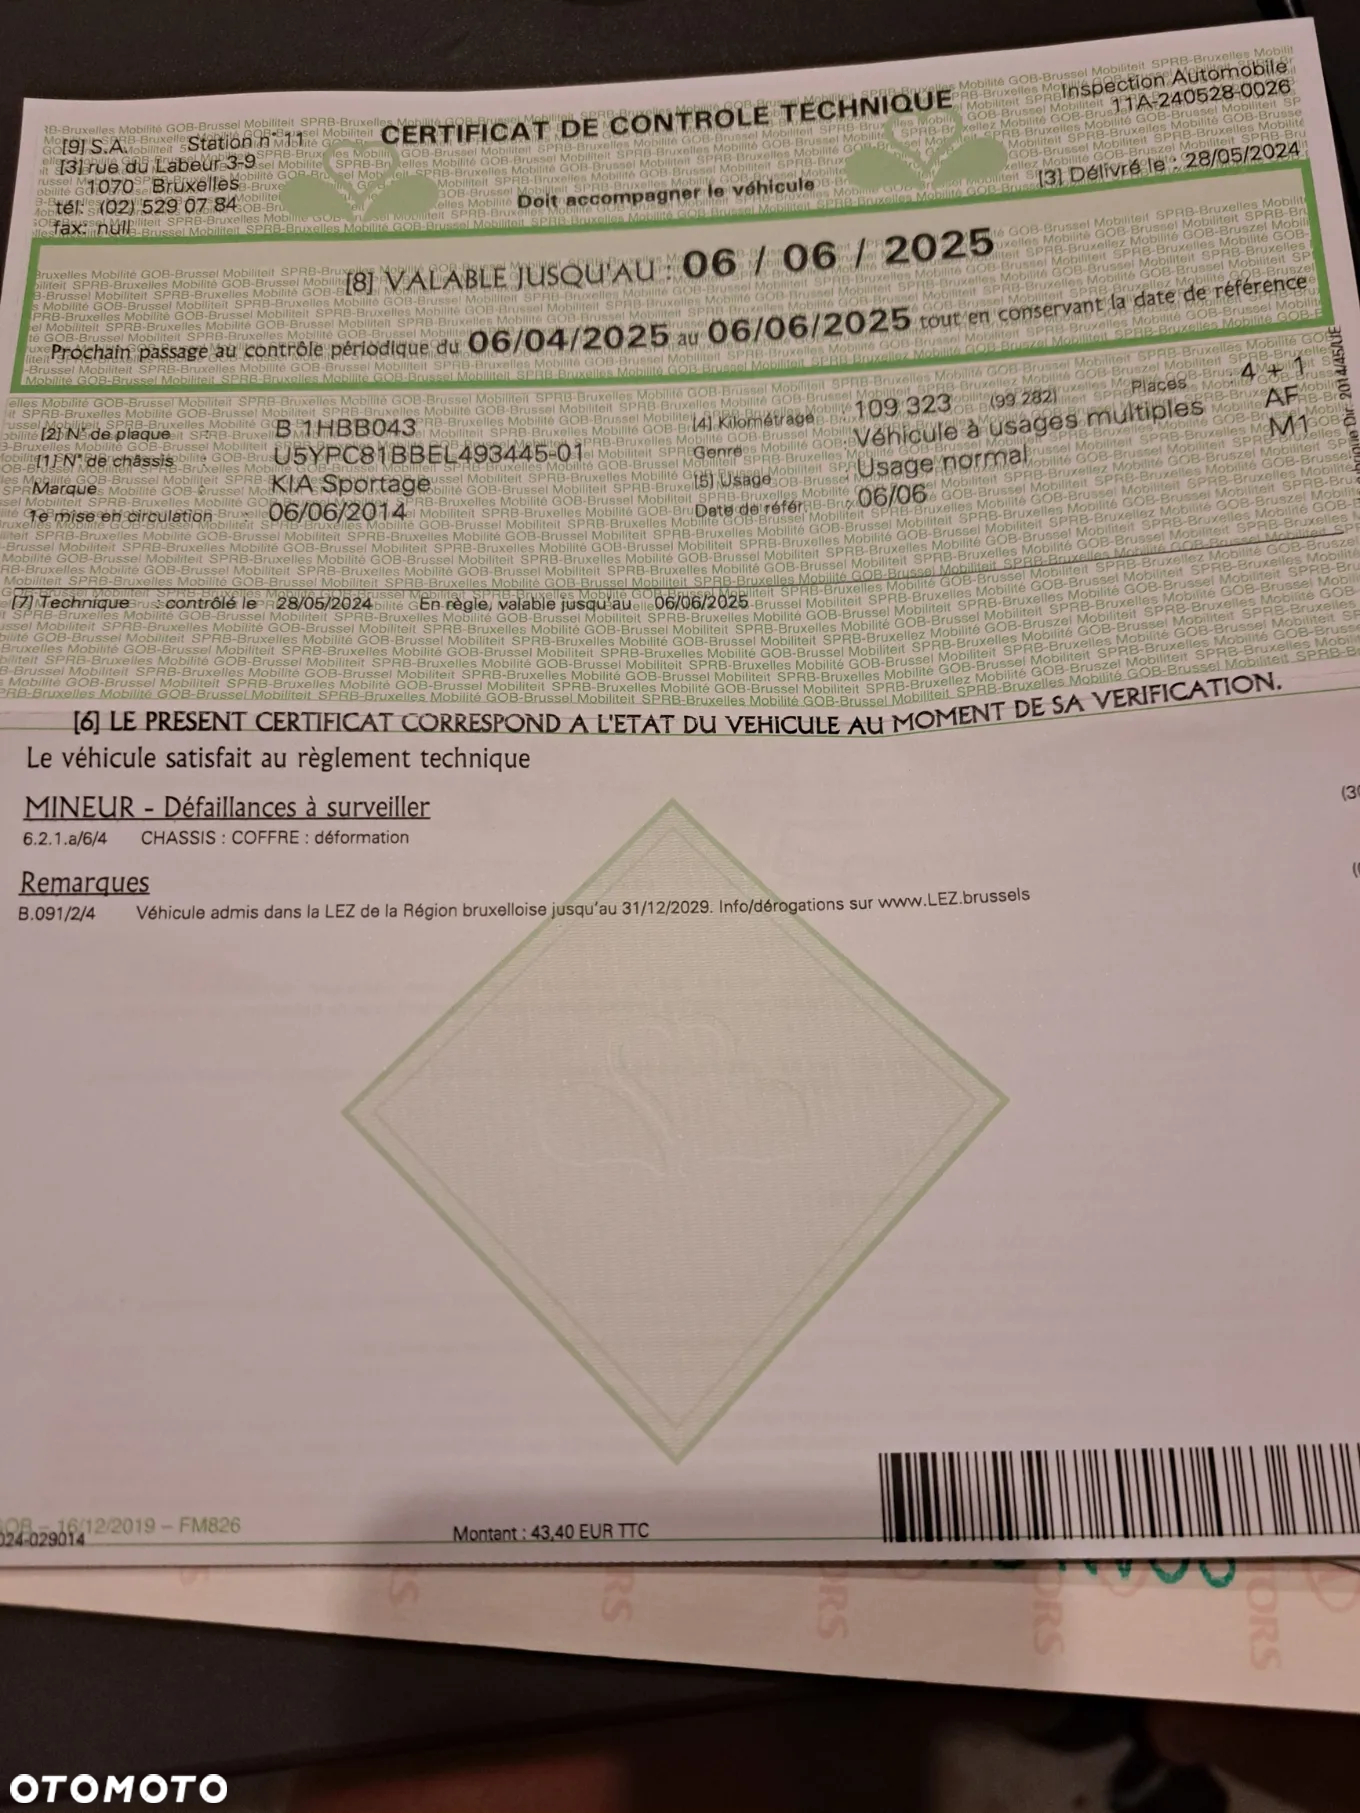 CERTIFICAT DE CONTROLE TECHNIQUE
Doit accompagner le véhicule
[9] S.A. Station n° 11
[3] rue du Labeur 3-9
1070 Bruxelles
tél: (02) 529 07 84
fax: null
Inspection Automobile
11A-240528-0026
[3] Délivré le : 28/05/2024
[8] VALABLE JUSQU'AU : 06 / 06 / 2025
Prochain passage au contrôle périodique du 06/04/2025 au 06/06/2025 tout en conservant la date de référence
[2] N° de plaque : B 1HBB043
[1] N° de châssis : U5YPC81BBEL493445-01
Marque : KIA Sportage
1e mise en circulation : 06/06/2014
[4] Kilométrage : 109 323 (99 282) Places 4 + 1
Genre : Véhicule à usages multiples AF
[5] Usage : Usage normal M1
Date de référ. : 06/06
[7] Technique : contrôlé le 28/05/2024 En règle, valable jusqu'au 06/06/2025
[6] LE PRESENT CERTIFICAT CORRESPOND A L'ETAT DU VEHICULE AU MOMENT DE SA VERIFICATION.
Le véhicule satisfait au règlement technique
MINEUR - Défaillances à surveiller
6.2.1.a/6/4 CHASSIS : COFFRE : déformation
Remarques
B.091/2/4 Véhicule admis dans la LEZ de la Région bruxelloise jusqu'au 31/12/2029. Info/dérogations sur www.LEZ.brussels
16/12/2019 – FM826
024-029014
Montant : 43,40 EUR TTC
OTOMOTO